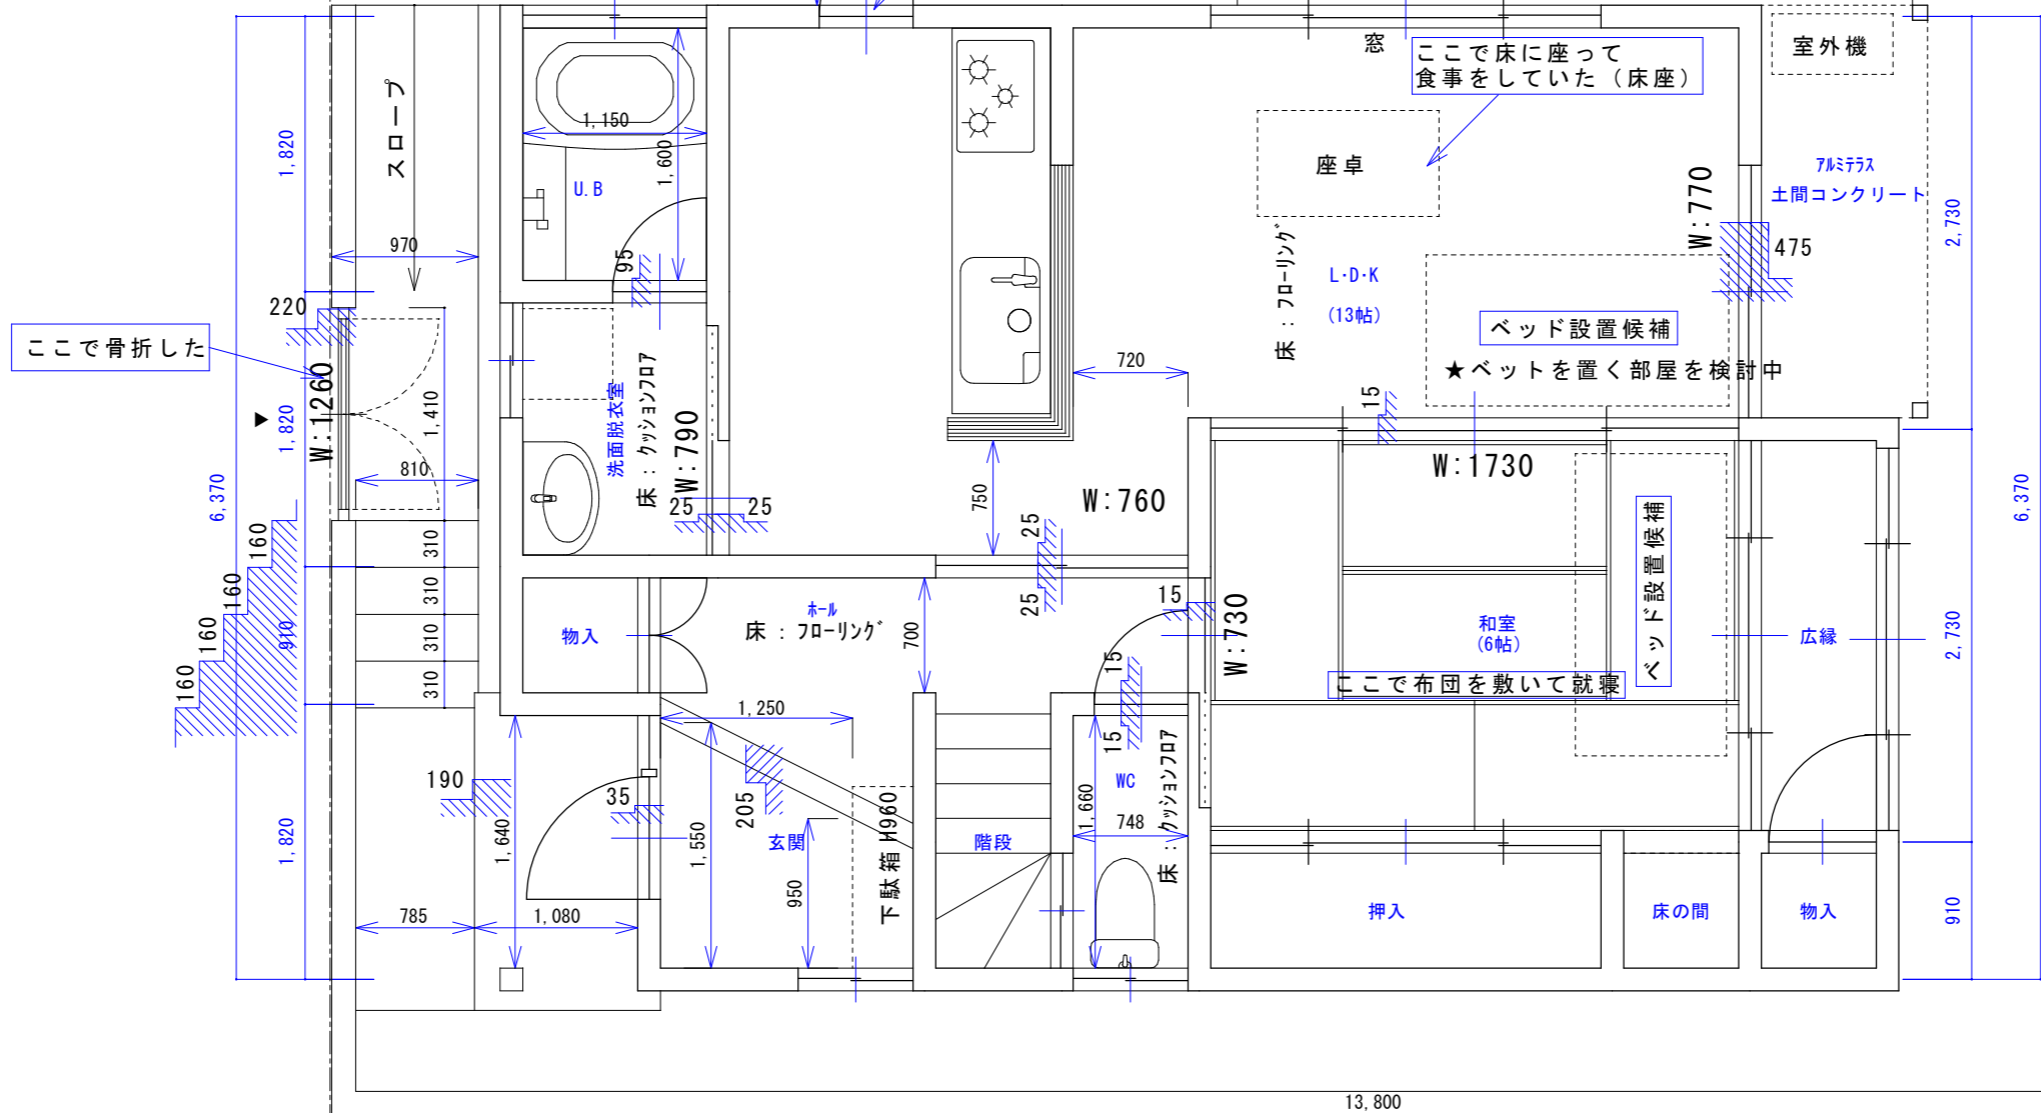 スロープ
970
220
ここで骨折した
W:1260
1,410
810
1,820
1,820
910
1,820
6,370
160
160
160
160
310
310
310
310
190
785
1,080
1,640
35
1,150
1,600
U.B
95
洗面脱衣室
床:クッションフロア
W:790
25
25
物入
ホール
床:フローリング
700
1,250
1,550
205
玄関
950
下駄箱 H960
階段
窓
ここで床に座って
食事をしていた(床座)
座卓
床:フローリング
L・D・K
(13帖)
720
750
W:760
25
25
ベッド設置候補
★ベットを置く部屋を検討中
15
W:770
475
室外機
アルミテラス
土間コンクリート
W:1730
15
W:730
和室
(6帖)
ベッド設置候補
ここで布団を敷いて就寝
広縁
15
15
WC
1,660
748
床:クッションフロア
押入
床の間
物入
2,730
2,730
910
6,370
13,800